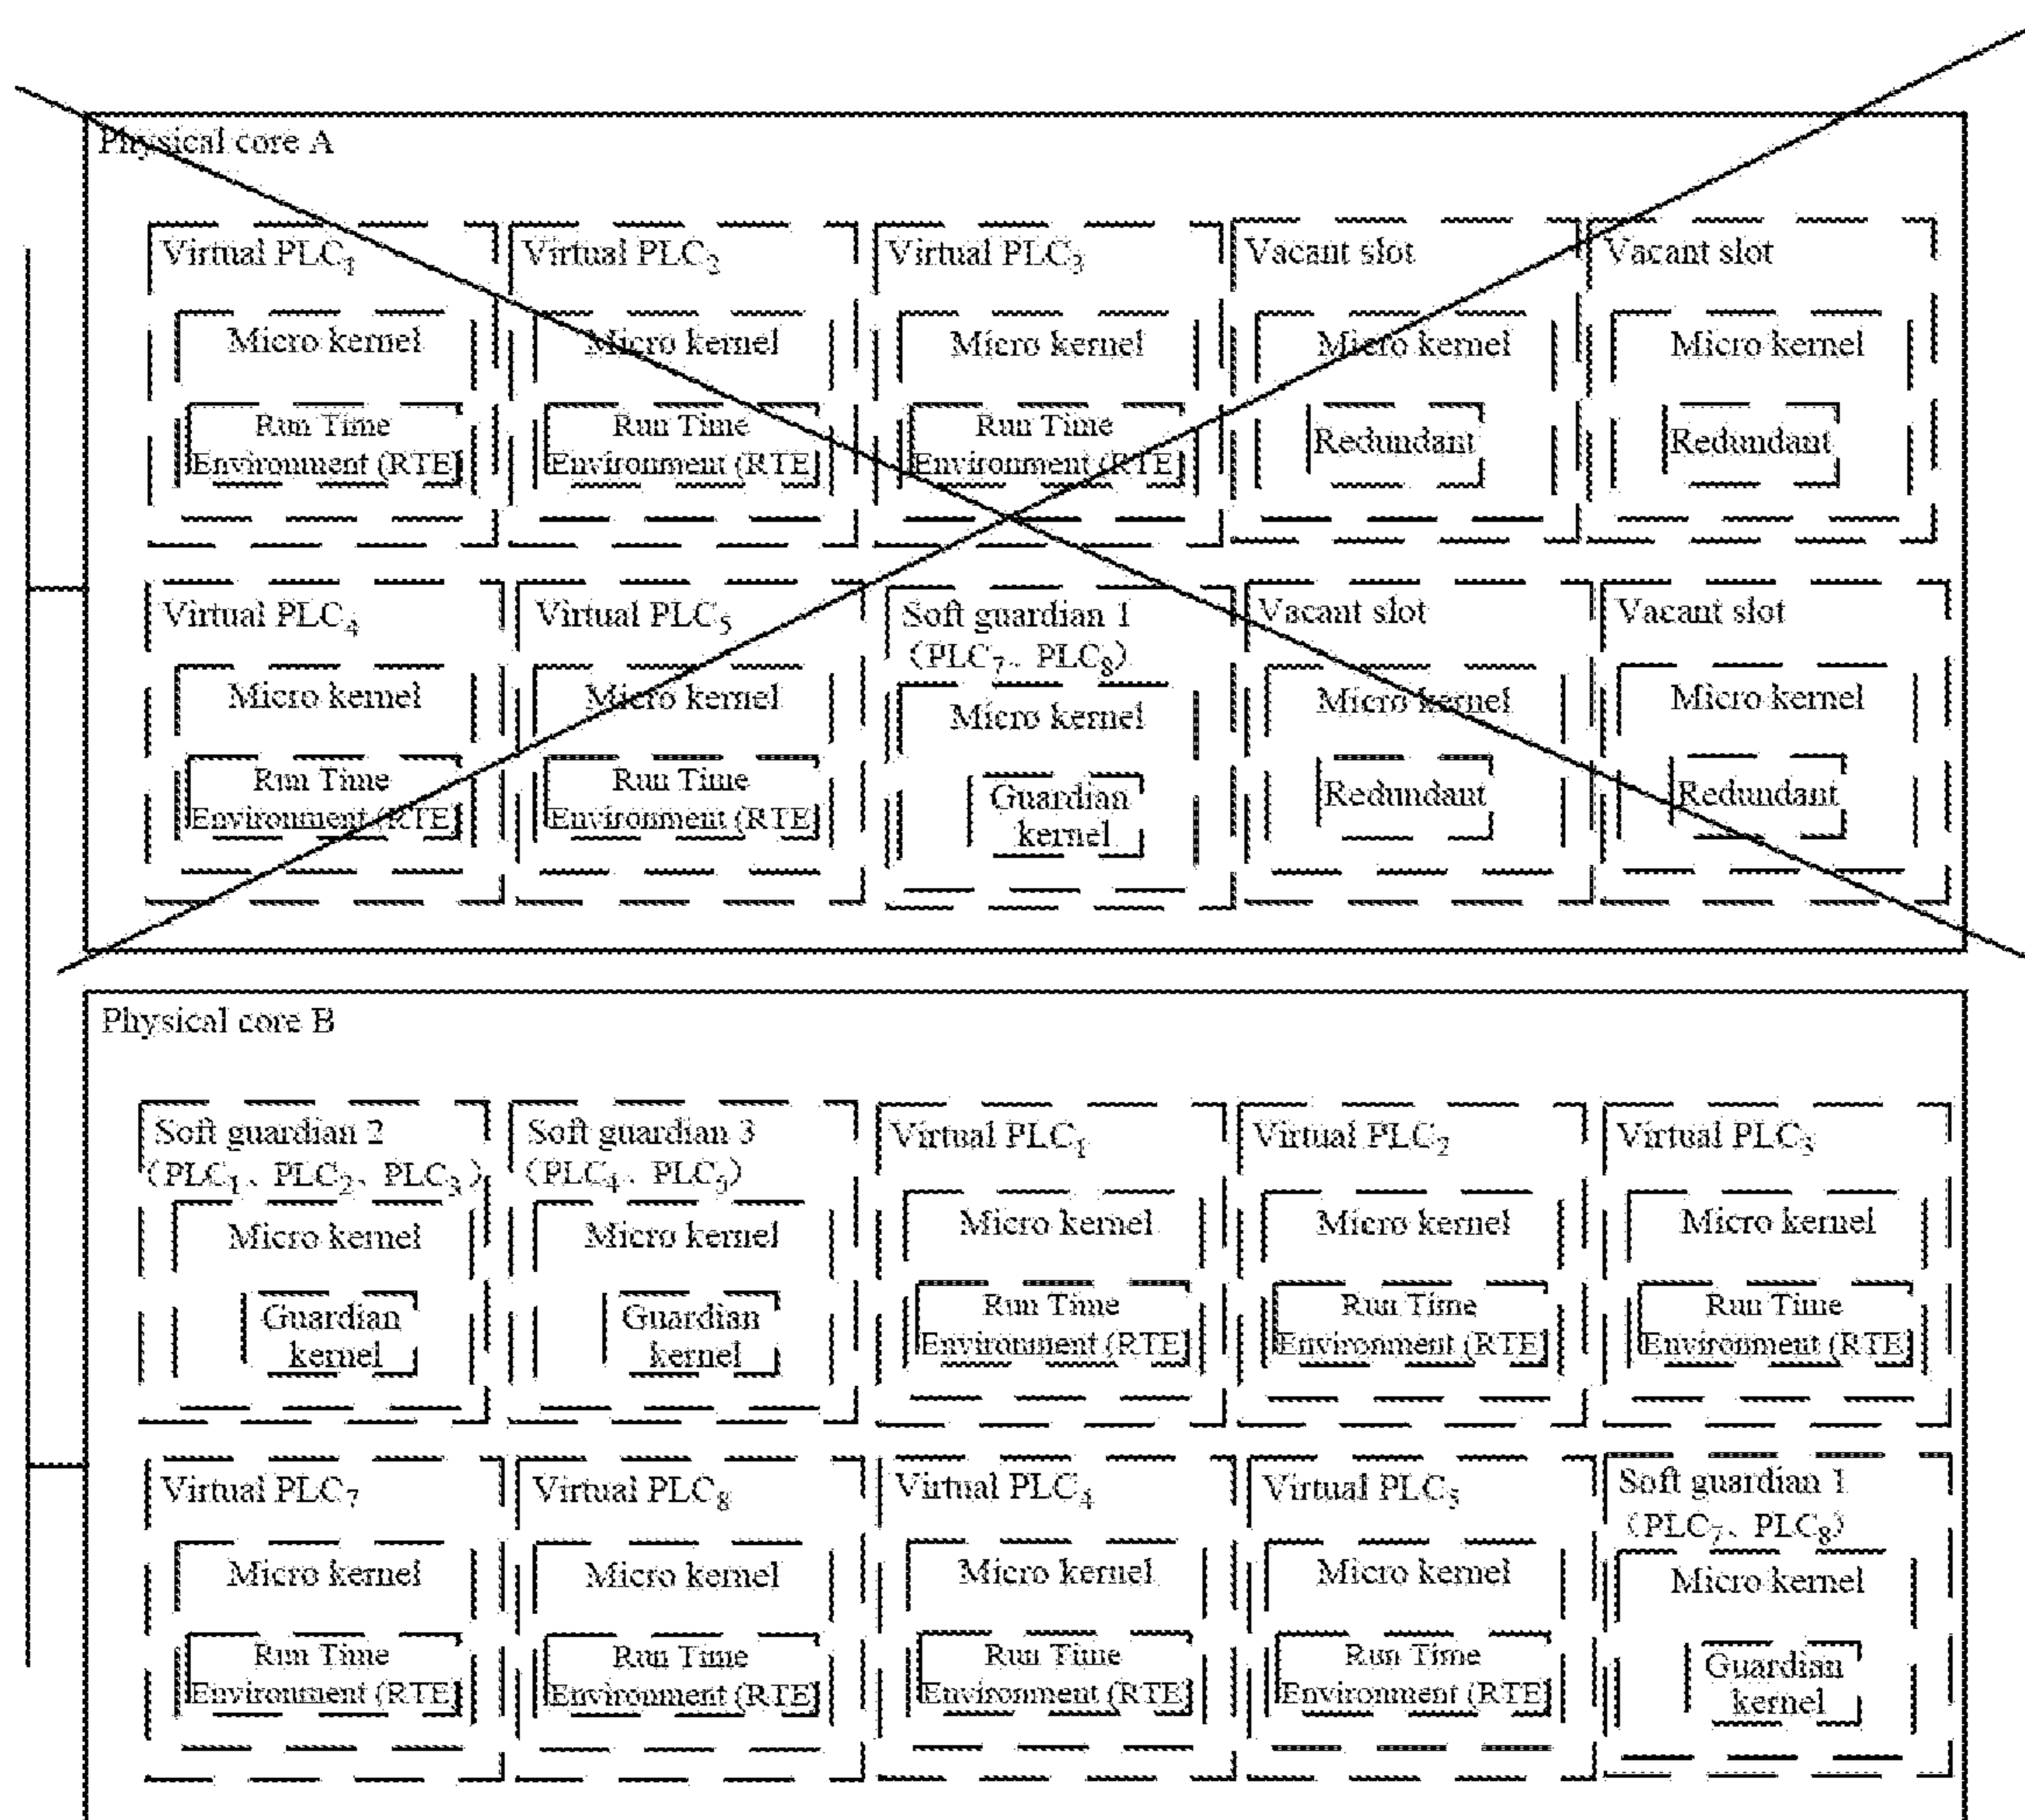 Physical core A
Virtual PLC₁
Micro kernel
Run Time
Environment (RTE)
Virtual PLC₂
Micro kernel
Run Time
Environment (RTE)
Virtual PLC₃
Micro kernel
Run Time
Environment (RTE)
Vacant slot
Micro kernel
Redundant
Vacant slot
Micro kernel
Redundant
Virtual PLC₄
Micro kernel
Run Time
Environment (RTE)
Virtual PLC₅
Micro kernel
Run Time
Environment (RTE)
Soft guardian 1
(PLC₇、PLC₈)
Micro kernel
Guardian
kernel
Vacant slot
Micro kernel
Redundant
Vacant slot
Micro kernel
Redundant
Physical core B
Soft guardian 2
(PLC₁、PLC₂、PLC₃)
Micro kernel
Guardian
kernel
Soft guardian 3
(PLC₄、PLC₅)
Micro kernel
Guardian
kernel
Virtual PLC₁
Micro kernel
Run Time
Environment (RTE)
Virtual PLC₂
Micro kernel
Run Time
Environment (RTE)
Virtual PLC₃
Micro kernel
Run Time
Environment (RTE)
Virtual PLC₇
Micro kernel
Run Time
Environment (RTE)
Virtual PLC₈
Micro kernel
Run Time
Environment (RTE)
Virtual PLC₄
Micro kernel
Run Time
Environment (RTE)
Virtual PLC₅
Micro kernel
Run Time
Environment (RTE)
Soft guardian 1
(PLC₇、PLC₈)
Micro kernel
Guardian
kernel